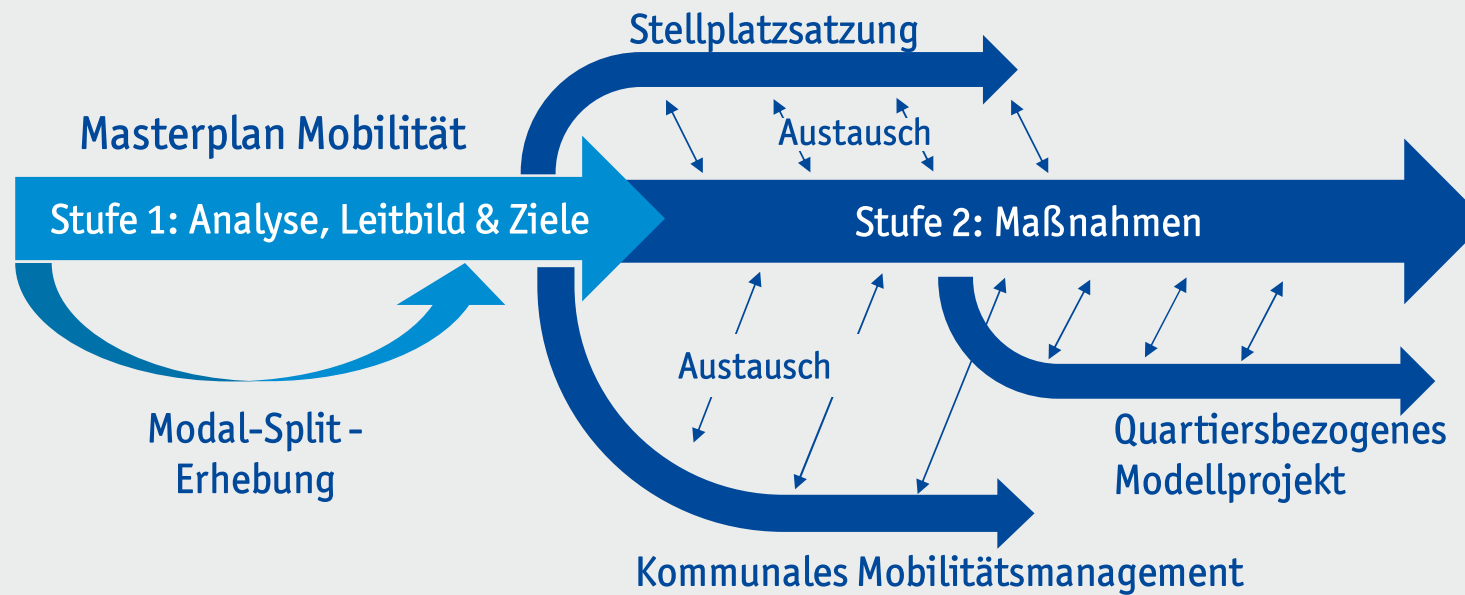 Stellplatzsatzung
Masterplan Mobilität
Austausch
Stufe 1: Analyse, Leitbild & Ziele
Stufe 2: Maßnahmen
Austausch
Modal-Split -
Erhebung
Quartiersbezogenes
Modellprojekt
Kommunales Mobilitätsmanagement